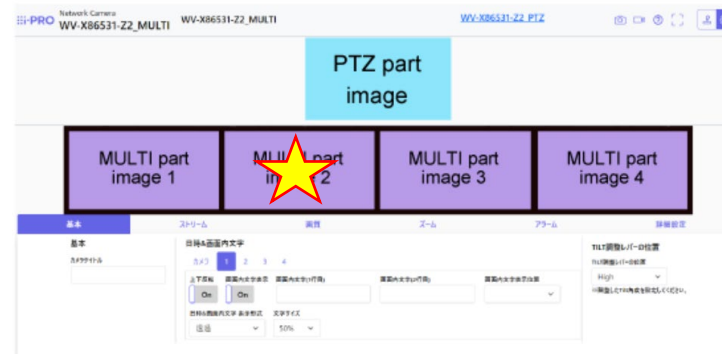 i-PRO
Network Camera
WV-X86531-Z2_MULTI
WV-X86531-Z2_MULTI
WV-X86531-Z2_PTZ
PTZ part
image
MULTI part
image 1
MULTI part
image 2
MULTI part
image 3
MULTI part
image 4
基本
ストリーム
画質
ズーム
アラーム
詳細設定
基本
カメラタイトル
日時&画面内文字
カメラ 1 2 3 4
上下反転
画面内文字表示
画面内文字(1行目)
画面内文字(2行目)
画面内文字表示位置
On
On
日時&画面内文字 表示形式
文字サイズ
50%
TILT調整レバーの位置
TILT調整レバーの位置
High